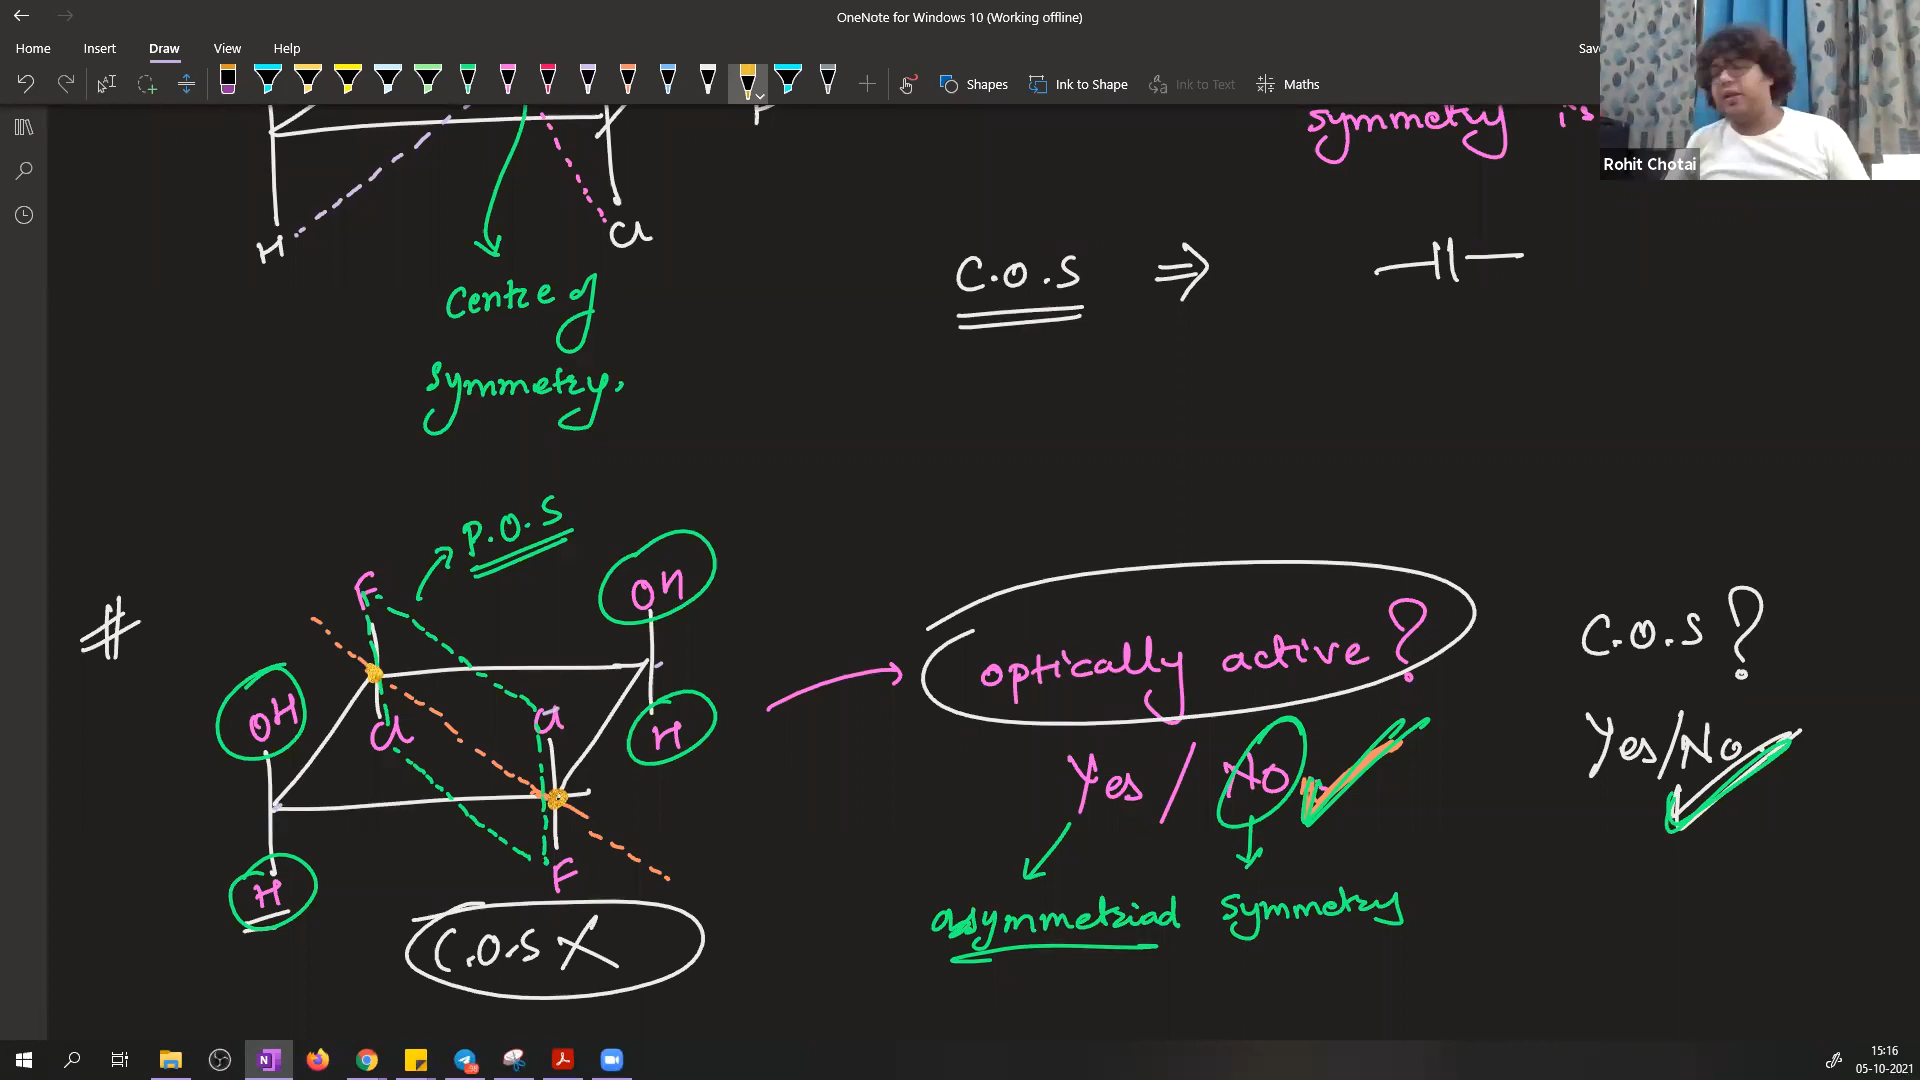 OneNote for Windows 10 (Working offline)
Home Insert Draw View Help
Shapes Ink to Shape Ink to Text Maths
Rohit Chotai
symmetry is
H
Cl
Centre of
symmetry.
C.O.S ⇒
P.O.S
F
OH
#
OH
Cl
Cl
H
H
F
C.O.S X
optically active ?
Yes / No
asymmetrical symmetry
C.O.S ?
Yes/No
15:16
05-10-2021